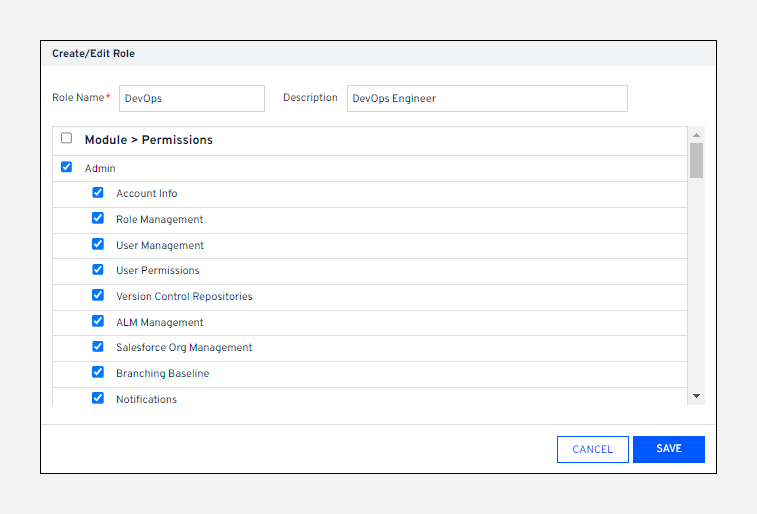 Create/Edit Role
Role Name* DevOps Description DevOps Engineer
Module > Permissions
Admin
Account Info
Role Management
User Management
User Permissions
Version Control Repositories
ALM Management
Salesforce Org Management
Branching Baseline
Notifications
CANCEL SAVE